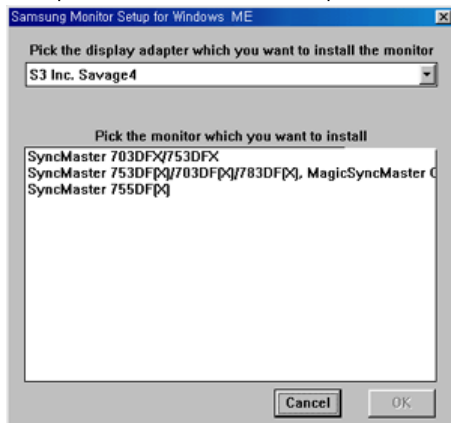 Samsung Monitor Setup for Windows ME
Pick the display adapter which you want to install the monitor
S3 Inc. Savage4
Pick the monitor which you want to install
SyncMaster 703DFX/753DFX
SyncMaster 753DF[X]/703DF[X]/783DF[X], MagicSyncMaster C
SyncMaster 755DF[X]
Cancel
OK